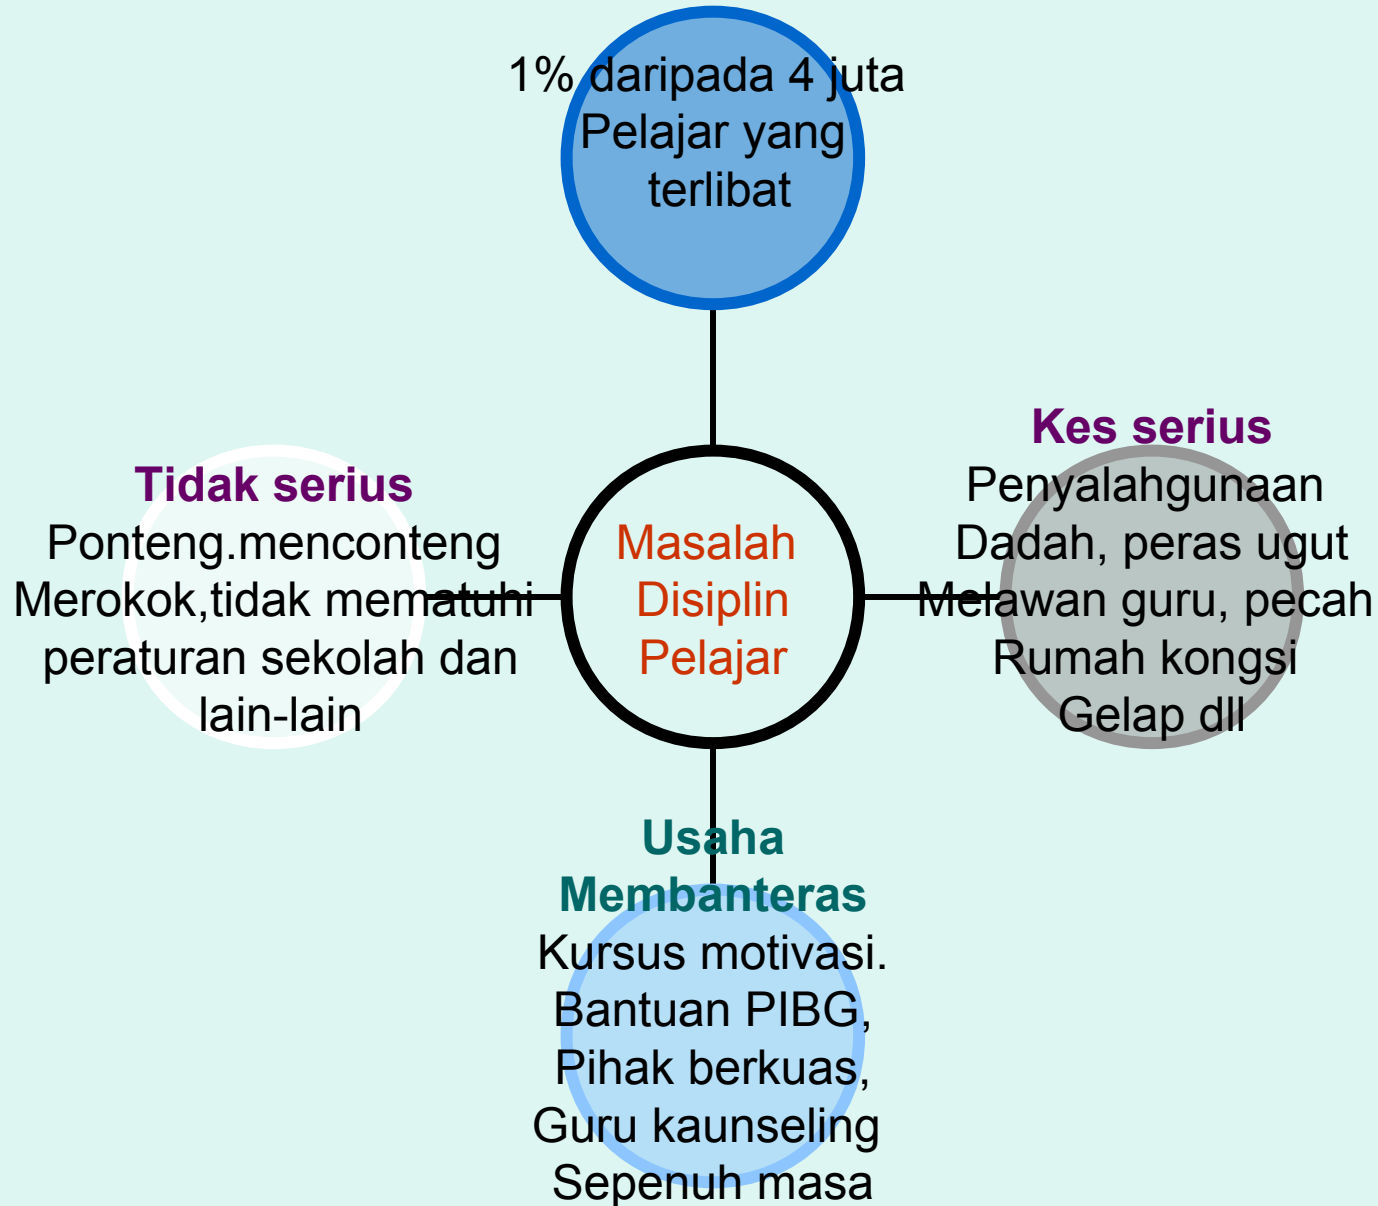 1% daripada 4 juta
Pelajar yang
terlibat
Tidak serius
Ponteng.menconteng
Merokok,tidak mematuhi
peraturan sekolah dan
lain-lain
Masalah
Disiplin
Pelajar
Kes serius
Penyalahgunaan
Dadah, peras ugut
Melawan guru, pecah
Rumah kongsi
Gelap dll
Usaha
Membanteras
Kursus motivasi.
Bantuan PIBG,
Pihak berkuas,
Guru kaunseling
Sepenuh masa